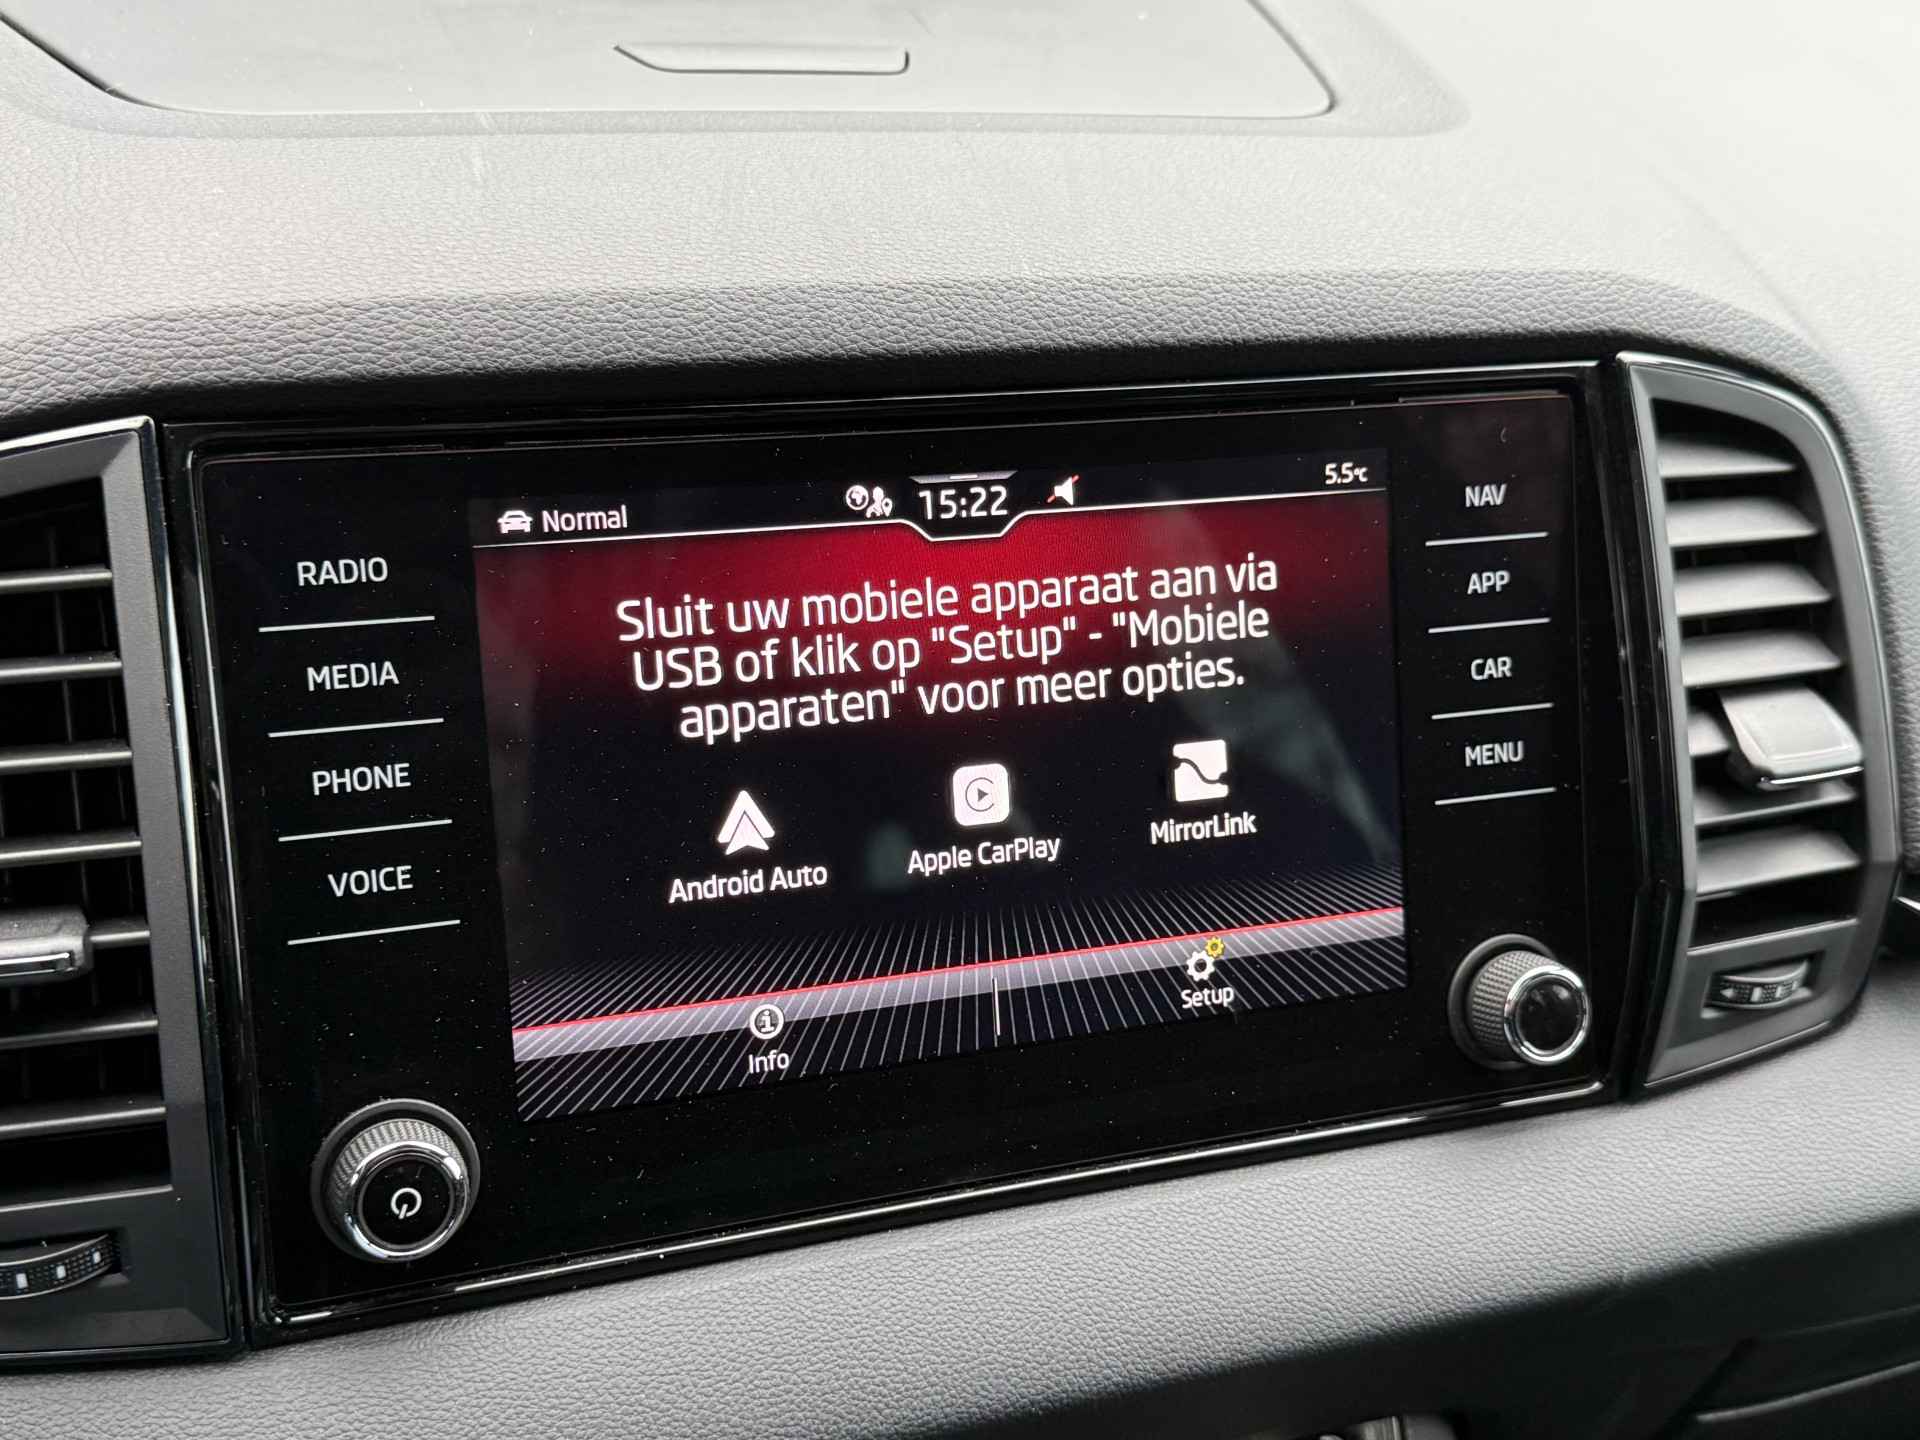 Normal
15:22
5.5°C
RADIO
MEDIA
PHONE
VOICE
Sluit uw mobiele apparaat aan via
USB of klik op "Setup" - "Mobiele
apparaten" voor meer opties.
Android Auto
Apple CarPlay
MirrorLink
Info
Setup
NAV
APP
CAR
MENU